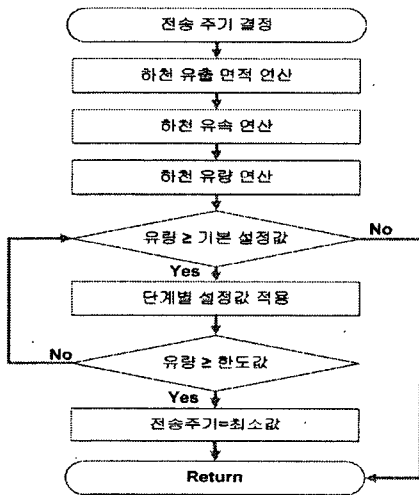 전송 주기 결정
하천 유출 면적 연산
하천 유속 연산
하천 유량 연산
유량 ≥ 기본 설정값
No
Yes
단계별 설정값 적용
No
유량 ≥ 한도값
Yes
전송주기=최소값
Return